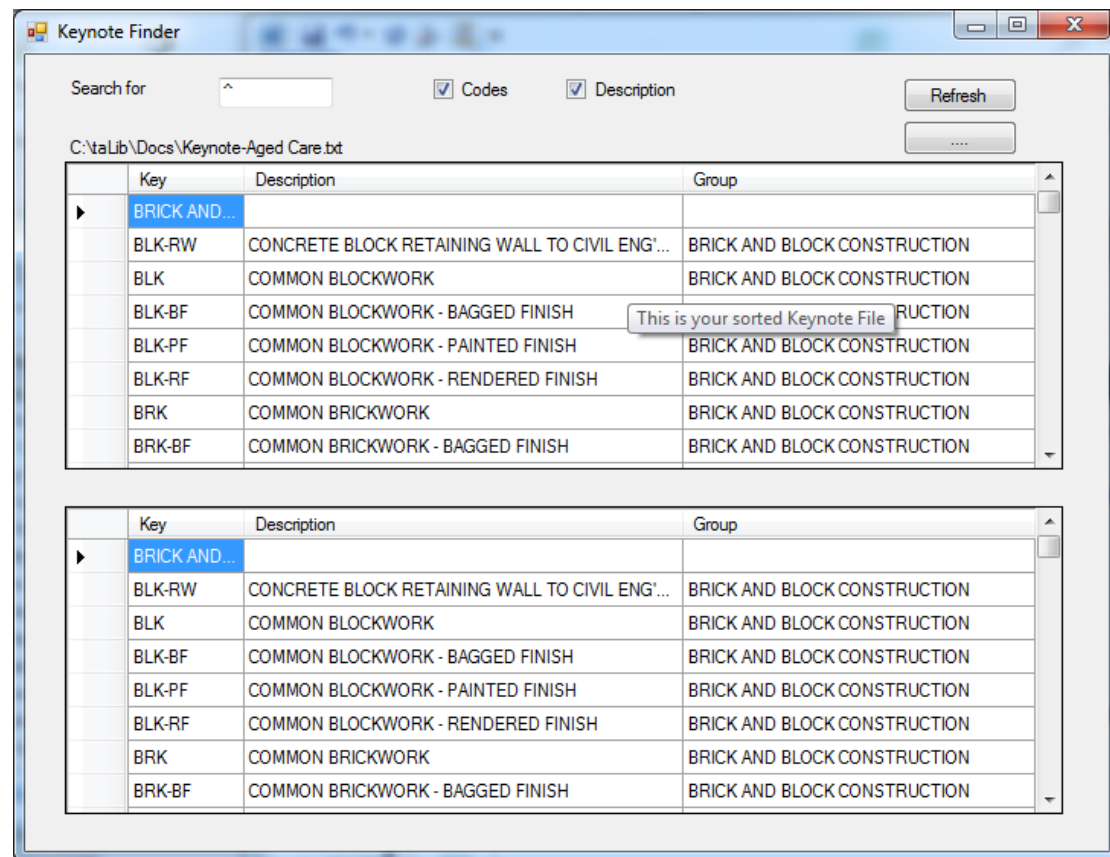 Keynote Finder
Search for ^ Codes Description Refresh
C:\taLib\Docs\Keynote-Aged Care.txt ....
Key Description Group
BRICK AND...
BLK-RW CONCRETE BLOCK RETAINING WALL TO CIVIL ENG'... BRICK AND BLOCK CONSTRUCTION
BLK COMMON BLOCKWORK BRICK AND BLOCK CONSTRUCTION
BLK-BF COMMON BLOCKWORK - BAGGED FINISH RUCTION
This is your sorted Keynote File
BLK-PF COMMON BLOCKWORK - PAINTED FINISH BRICK AND BLOCK CONSTRUCTION
BLK-RF COMMON BLOCKWORK - RENDERED FINISH BRICK AND BLOCK CONSTRUCTION
BRK COMMON BRICKWORK BRICK AND BLOCK CONSTRUCTION
BRK-BF COMMON BRICKWORK - BAGGED FINISH BRICK AND BLOCK CONSTRUCTION
Key Description Group
BRICK AND...
BLK-RW CONCRETE BLOCK RETAINING WALL TO CIVIL ENG'... BRICK AND BLOCK CONSTRUCTION
BLK COMMON BLOCKWORK BRICK AND BLOCK CONSTRUCTION
BLK-BF COMMON BLOCKWORK - BAGGED FINISH BRICK AND BLOCK CONSTRUCTION
BLK-PF COMMON BLOCKWORK - PAINTED FINISH BRICK AND BLOCK CONSTRUCTION
BLK-RF COMMON BLOCKWORK - RENDERED FINISH BRICK AND BLOCK CONSTRUCTION
BRK COMMON BRICKWORK BRICK AND BLOCK CONSTRUCTION
BRK-BF COMMON BRICKWORK - BAGGED FINISH BRICK AND BLOCK CONSTRUCTION